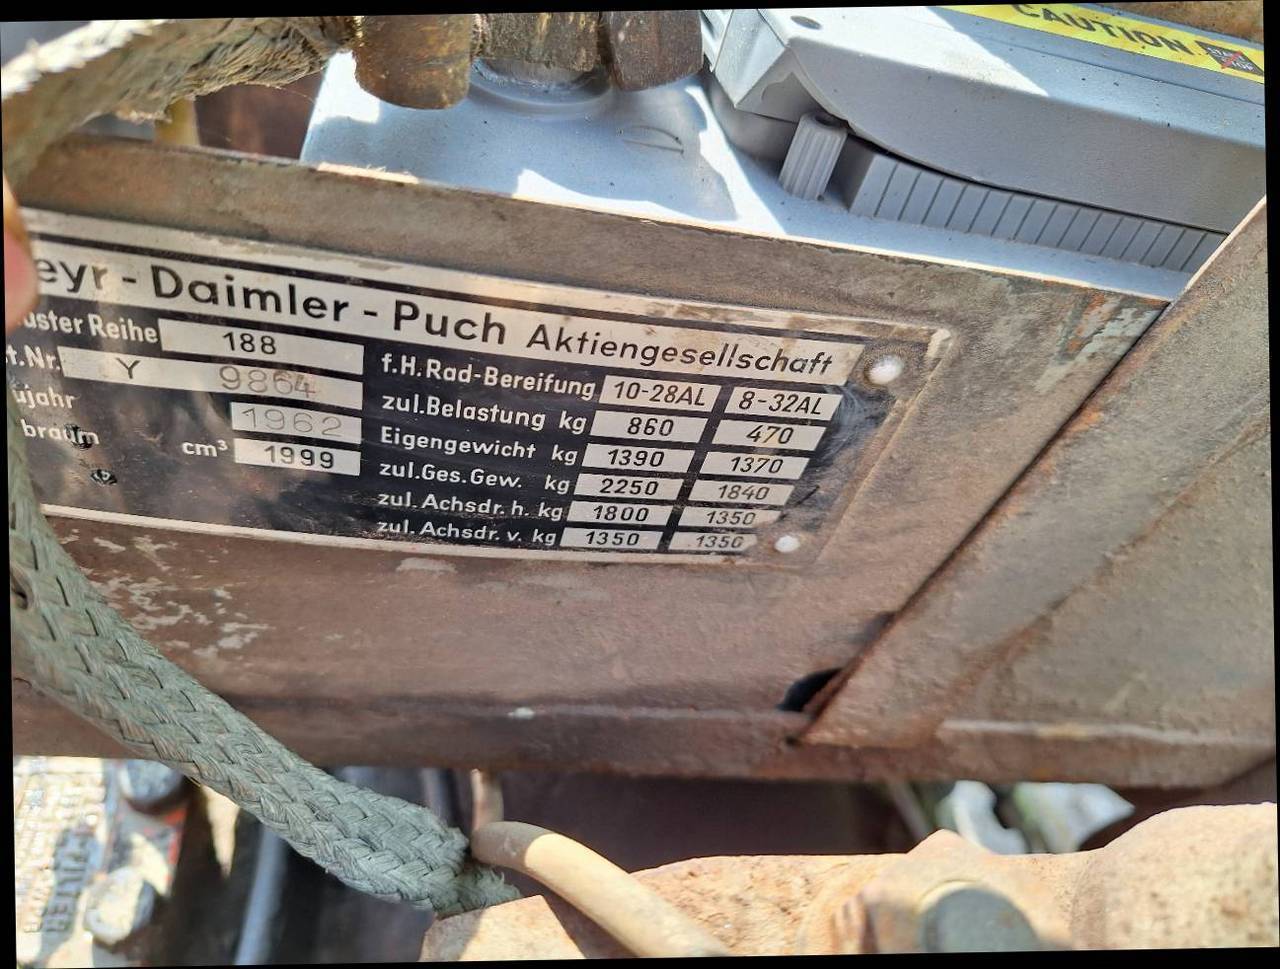 CAUTION
eyr - Daimler - Puch Aktiengesellschaft
uster Reihe 188
t.Nr. Y 9864
ujahr 1962
braum cm³ 1999
f.H.Rad-Bereifung 10-28AL 8-32AL
zul.Belastung kg 860 470
Eigengewicht kg 1390 1370
zul.Ges.Gew. kg 2250 1840
zul. Achsdr. h. kg 1800 1350
zul. Achsdr. v. kg 1350 1350